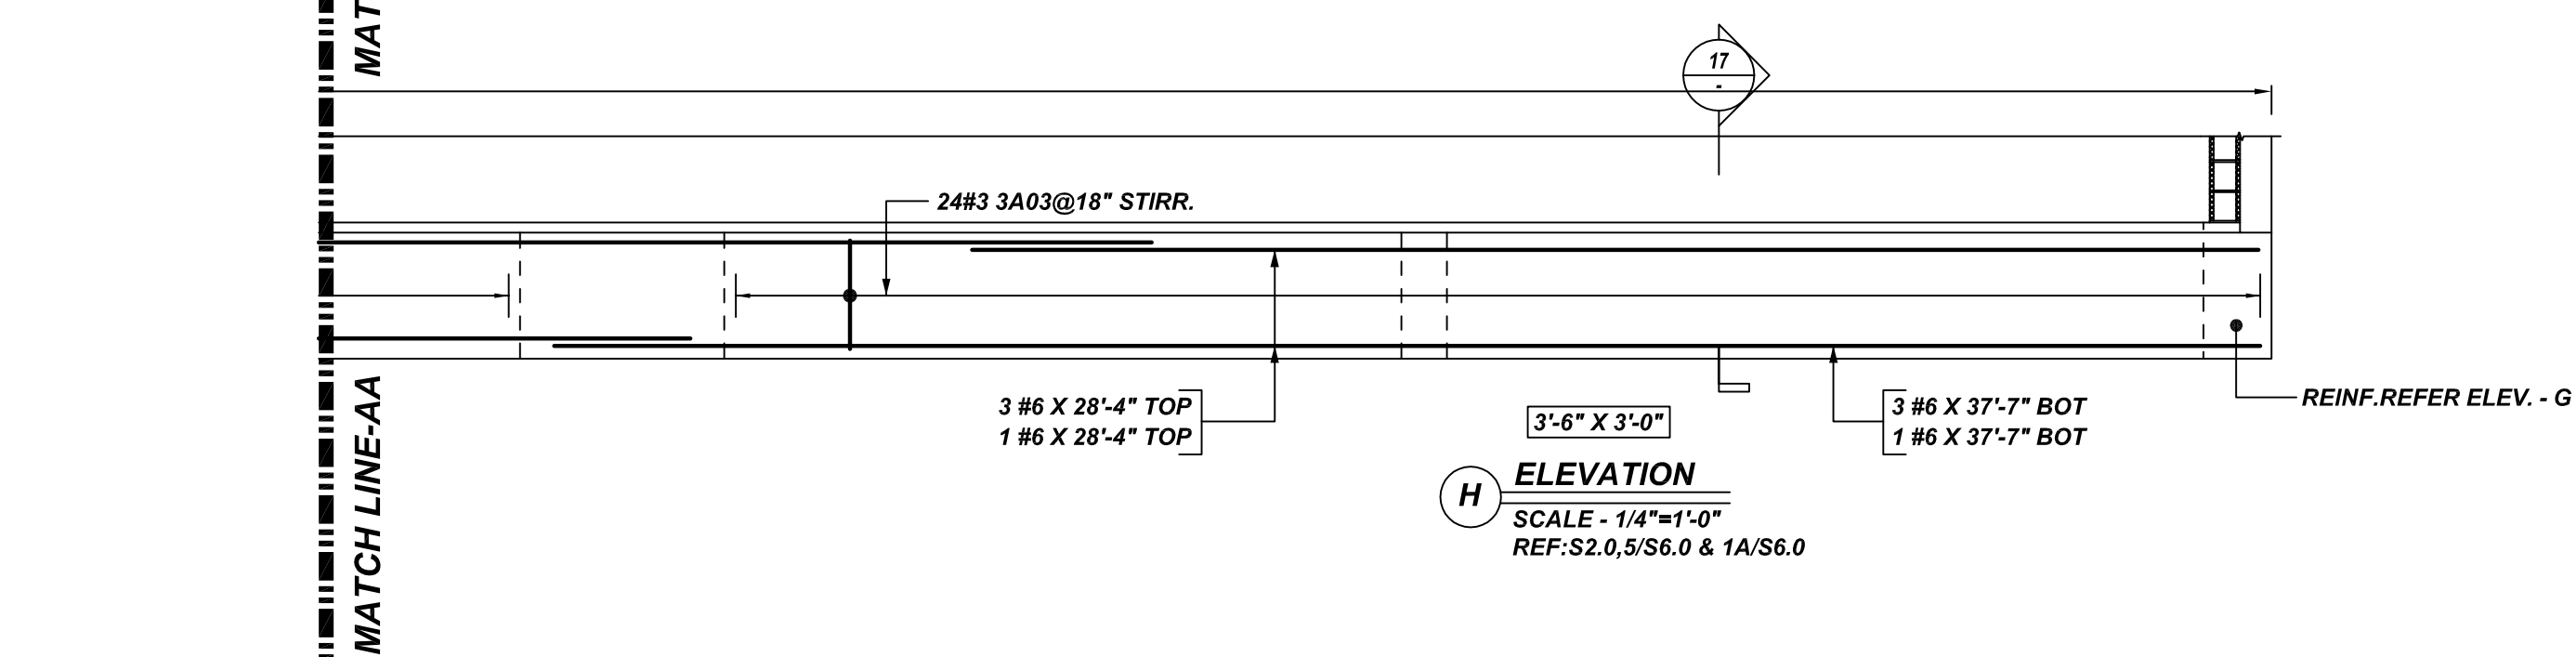 MAT
17
-
24#3 3A03@18" STIRR.
MATCH LINE-AA
3 #6 X 28'-4" TOP
1 #6 X 28'-4" TOP
3'-6" X 3'-0"
3 #6 X 37'-7" BOT
1 #6 X 37'-7" BOT
REINF.REFER ELEV. - G
H
ELEVATION
SCALE - 1/4"=1'-0"
REF:S2.0,5/S6.0 & 1A/S6.0